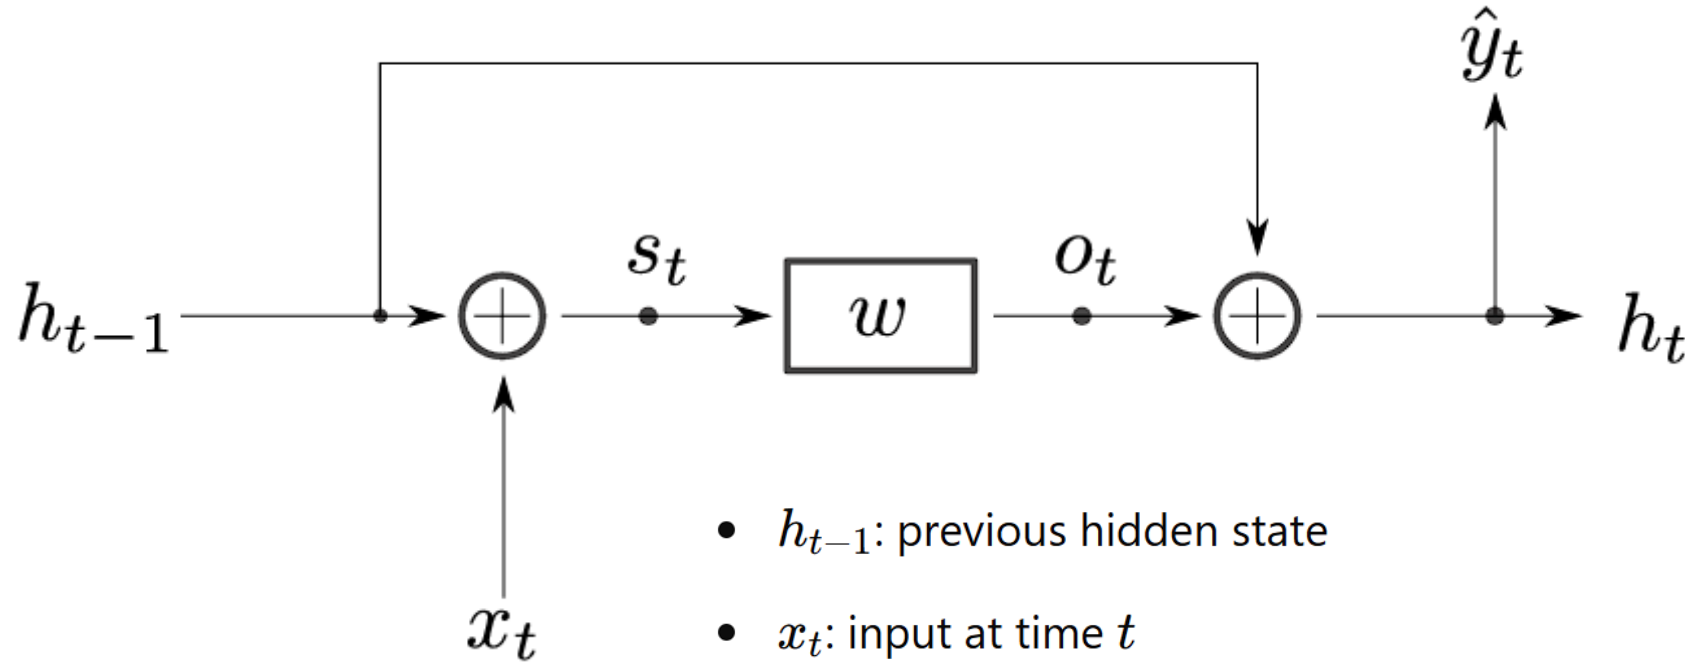 ŷ_t
s_t
o_t
h_{t−1}
w
h_t
x_t
• h_{t−1}: previous hidden state
• x_t: input at time t